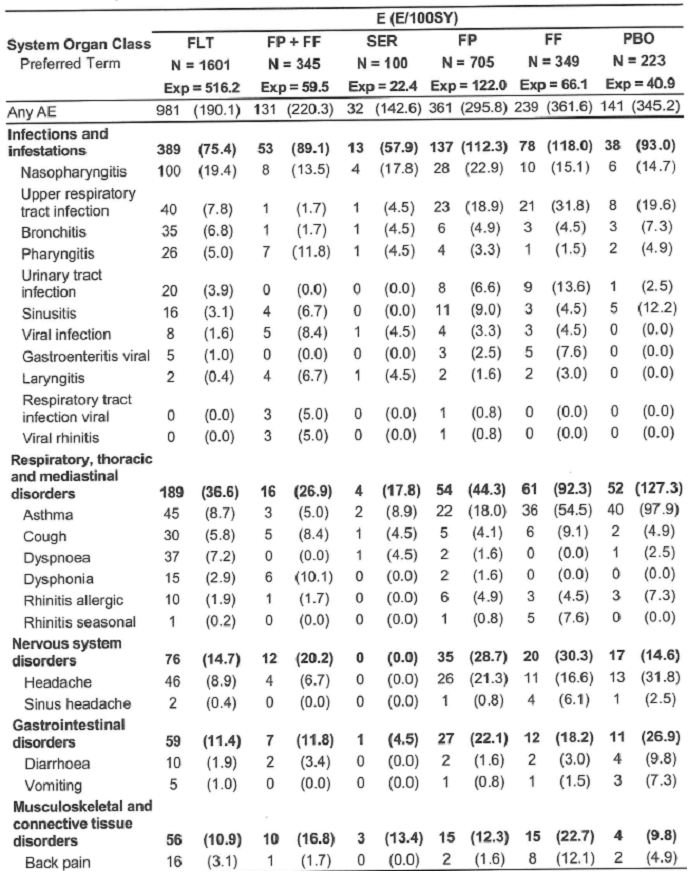 E (E/100SY)
System Organ Class FLT FP + FF SER FP FF PBO
Preferred Term N = 1601 N = 345 N = 100 N = 705 N = 349 N = 223
Exp = 516.2 Exp = 59.5 Exp = 22.4 Exp = 122.0 Exp = 66.1 Exp = 40.9
Any AE 981 (190.1) 131 (220.3) 32 (142.6) 361 (295.8) 239 (361.6) 141 (345.2)
Infections and
infestations 389 (75.4) 53 (89.1) 13 (57.9) 137 (112.3) 78 (118.0) 38 (93.0)
Nasopharyngitis 100 (19.4) 8 (13.5) 4 (17.8) 28 (22.9) 10 (15.1) 6 (14.7)
Upper respiratory
tract infection 40 (7.8) 1 (1.7) 1 (4.5) 23 (18.9) 21 (31.8) 8 (19.6)
Bronchitis 35 (6.8) 1 (1.7) 1 (4.5) 6 (4.9) 3 (4.5) 3 (7.3)
Pharyngitis 26 (5.0) 7 (11.8) 1 (4.5) 4 (3.3) 1 (1.5) 2 (4.9)
Urinary tract
infection 20 (3.9) 0 (0.0) 0 (0.0) 8 (6.6) 9 (13.6) 1 (2.5)
Sinusitis 16 (3.1) 4 (6.7) 0 (0.0) 11 (9.0) 3 (4.5) 5 (12.2)
Viral infection 8 (1.6) 5 (8.4) 1 (4.5) 4 (3.3) 3 (4.5) 0 (0.0)
Gastroenteritis viral 5 (1.0) 0 (0.0) 0 (0.0) 3 (2.5) 5 (7.6) 0 (0.0)
Laryngitis 2 (0.4) 4 (6.7) 1 (4.5) 2 (1.6) 2 (3.0) 0 (0.0)
Respiratory tract
infection viral 0 (0.0) 3 (5.0) 0 (0.0) 1 (0.8) 0 (0.0) 0 (0.0)
Viral rhinitis 0 (0.0) 3 (5.0) 0 (0.0) 1 (0.8) 0 (0.0) 0 (0.0)
Respiratory, thoracic
and mediastinal
disorders 189 (36.6) 16 (26.9) 4 (17.8) 54 (44.3) 61 (92.3) 52 (127.3)
Asthma 45 (8.7) 3 (5.0) 2 (8.9) 22 (18.0) 36 (54.5) 40 (97.9)
Cough 30 (5.8) 5 (8.4) 1 (4.5) 5 (4.1) 6 (9.1) 2 (4.9)
Dyspnoea 37 (7.2) 0 (0.0) 1 (4.5) 2 (1.6) 0 (0.0) 1 (2.5)
Dysphonia 15 (2.9) 6 (10.1) 0 (0.0) 2 (1.6) 0 (0.0) 0 (0.0)
Rhinitis allergic 10 (1.9) 1 (1.7) 0 (0.0) 6 (4.9) 3 (4.5) 3 (7.3)
Rhinitis seasonal 1 (0.2) 0 (0.0) 0 (0.0) 1 (0.8) 5 (7.6) 0 (0.0)
Nervous system
disorders 76 (14.7) 12 (20.2) 0 (0.0) 35 (28.7) 20 (30.3) 17 (14.6)
Headache 46 (8.9) 4 (6.7) 0 (0.0) 26 (21.3) 11 (16.6) 13 (31.8)
Sinus headache 2 (0.4) 0 (0.0) 0 (0.0) 1 (0.8) 4 (6.1) 1 (2.5)
Gastrointestinal
disorders 59 (11.4) 7 (11.8) 1 (4.5) 27 (22.1) 12 (18.2) 11 (26.9)
Diarrhoea 10 (1.9) 2 (3.4) 0 (0.0) 2 (1.6) 2 (3.0) 4 (9.8)
Vomiting 5 (1.0) 0 (0.0) 0 (0.0) 1 (0.8) 1 (1.5) 3 (7.3)
Musculoskeletal and
connective tissue
disorders 56 (10.9) 10 (16.8) 3 (13.4) 15 (12.3) 15 (22.7) 4 (9.8)
Back pain 16 (3.1) 1 (1.7) 0 (0.0) 2 (1.6) 8 (12.1) 2 (4.9)